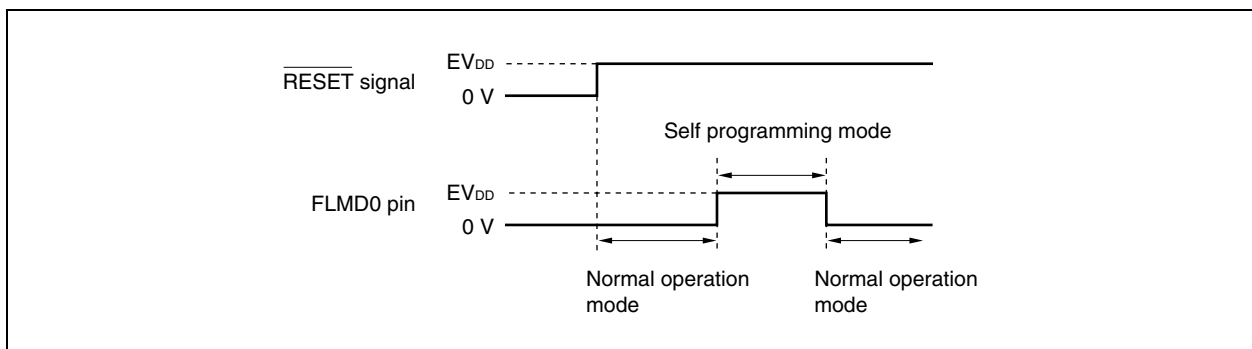 EVDD
RESET signal
0 V
Self programming mode
EVDD
FLMD0 pin
0 V
Normal operation
mode
Normal operation
mode